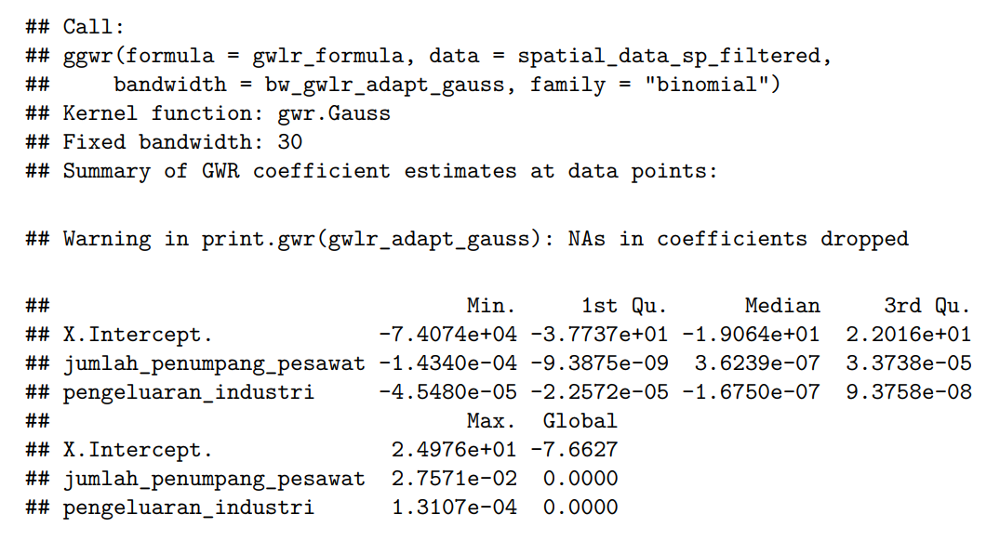 ## Call:
## ggwr(formula = gwlr_formula, data = spatial_data_sp_filtered,
##     bandwidth = bw_gwlr_adapt_gauss, family = "binomial")
## Kernel function: gwr.Gauss
## Fixed bandwidth: 30
## Summary of GWR coefficient estimates at data points:
## Warning in print.gwr(gwlr_adapt_gauss): NAs in coefficients dropped
##                                   Min.     1st Qu.      Median     3rd Qu.
## X.Intercept.             -7.4074e+04 -3.7737e+01 -1.9064e+01  2.2016e+01
## jumlah_penumpang_pesawat -1.4340e-04 -9.3875e-09  3.6239e-07  3.3738e-05
## pengeluaran_industri     -4.5480e-05 -2.2572e-05 -1.6750e-07  9.3758e-08
##                                   Max.  Global
## X.Intercept.              2.4976e+01 -7.6627
## jumlah_penumpang_pesawat  2.7571e-02  0.0000
## pengeluaran_industri      1.3107e-04  0.0000